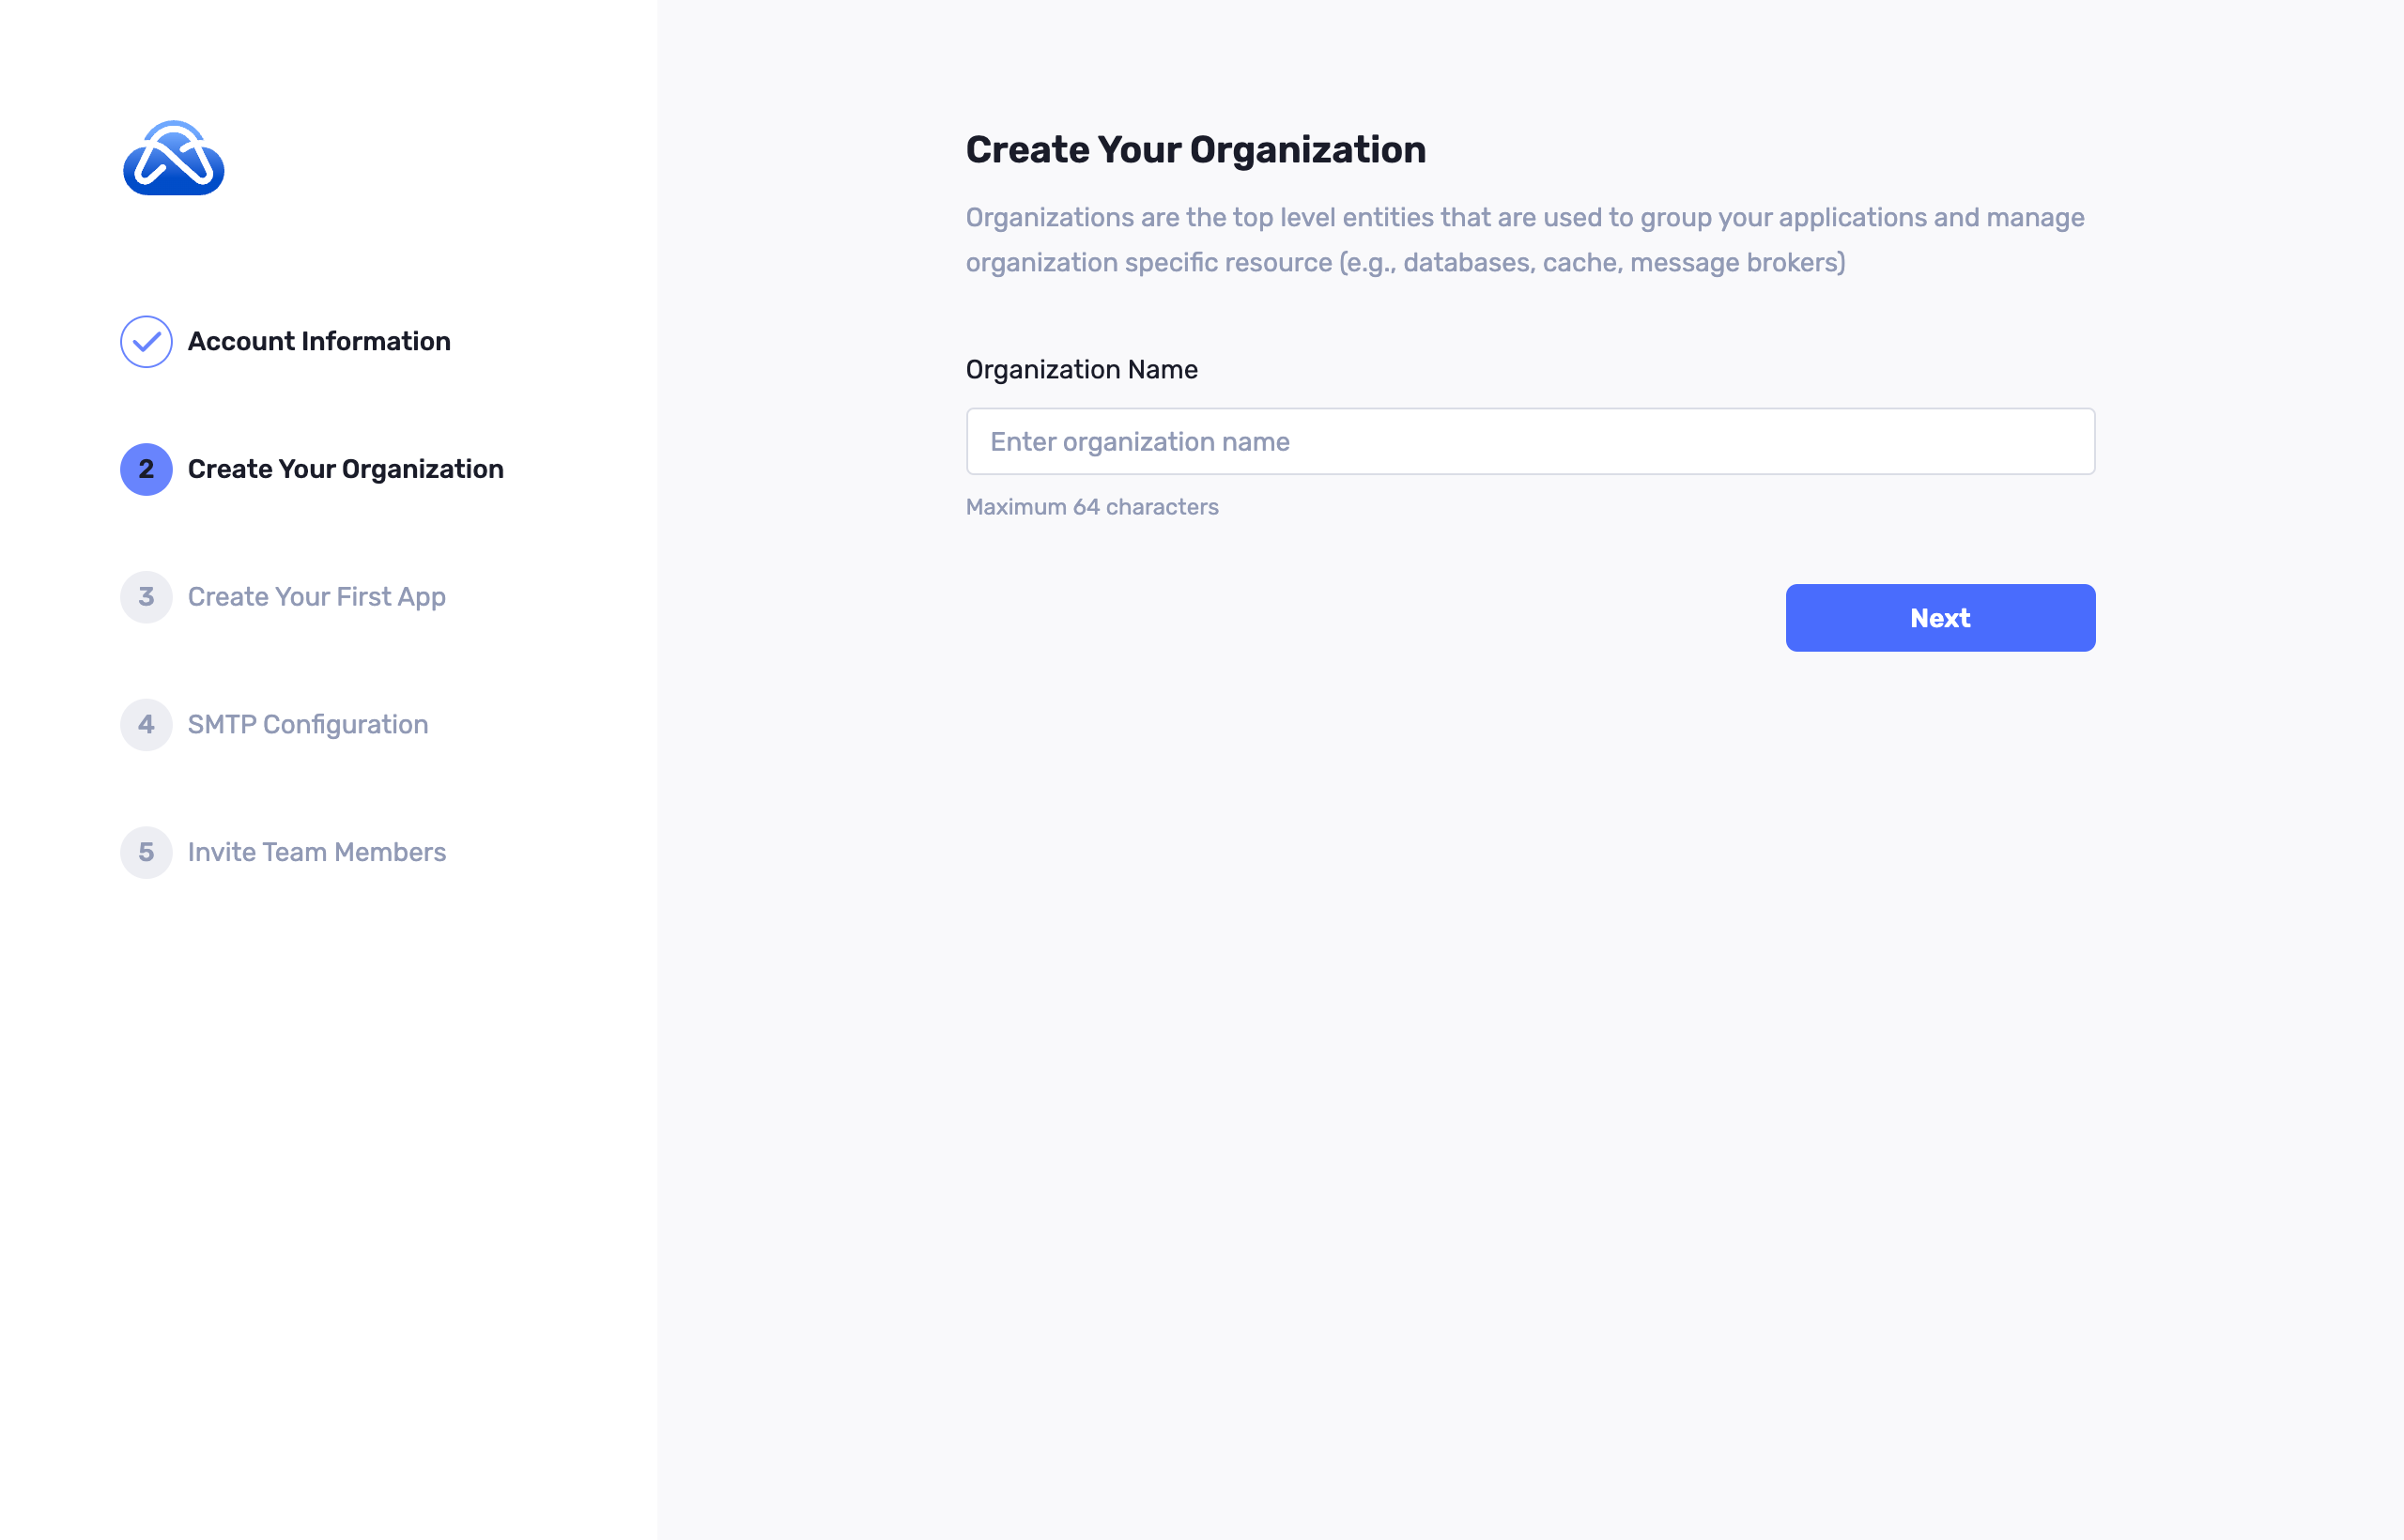 Account Information
2 Create Your Organization
3 Create Your First App
4 SMTP Configuration
5 Invite Team Members
Create Your Organization
Organizations are the top level entities that are used to group your applications and manage
organization specific resource (e.g., databases, cache, message brokers)
Organization Name
Enter organization name
Maximum 64 characters
Next